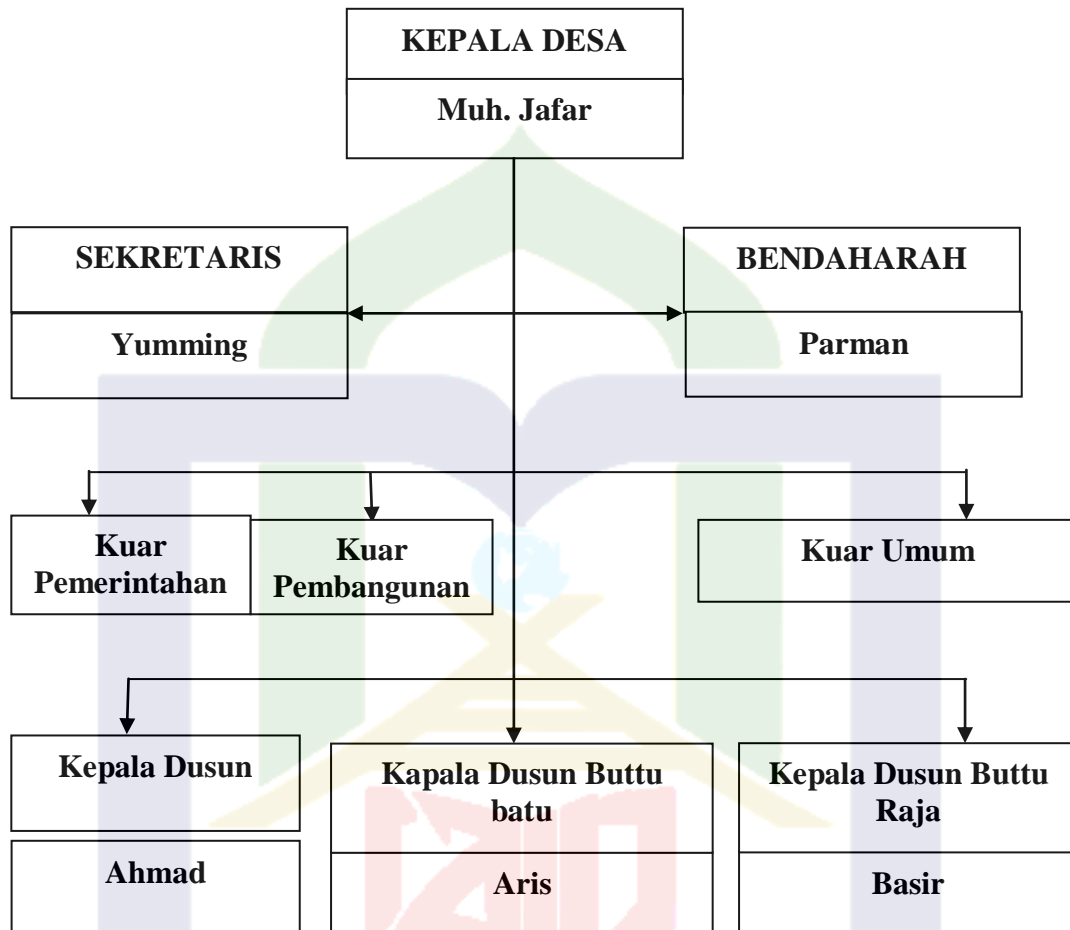 KEPALA DESA
Muh. Jafar
SEKRETARIS
Yumming
BENDAHARAH
Parman
Kuar
Pemerintahan
Kuar
Pembangunan
Kuar Umum
Kepala Dusun
Ahmad
Kapala Dusun Buttu
batu
Aris
Kepala Dusun Buttu
Raja
Basir